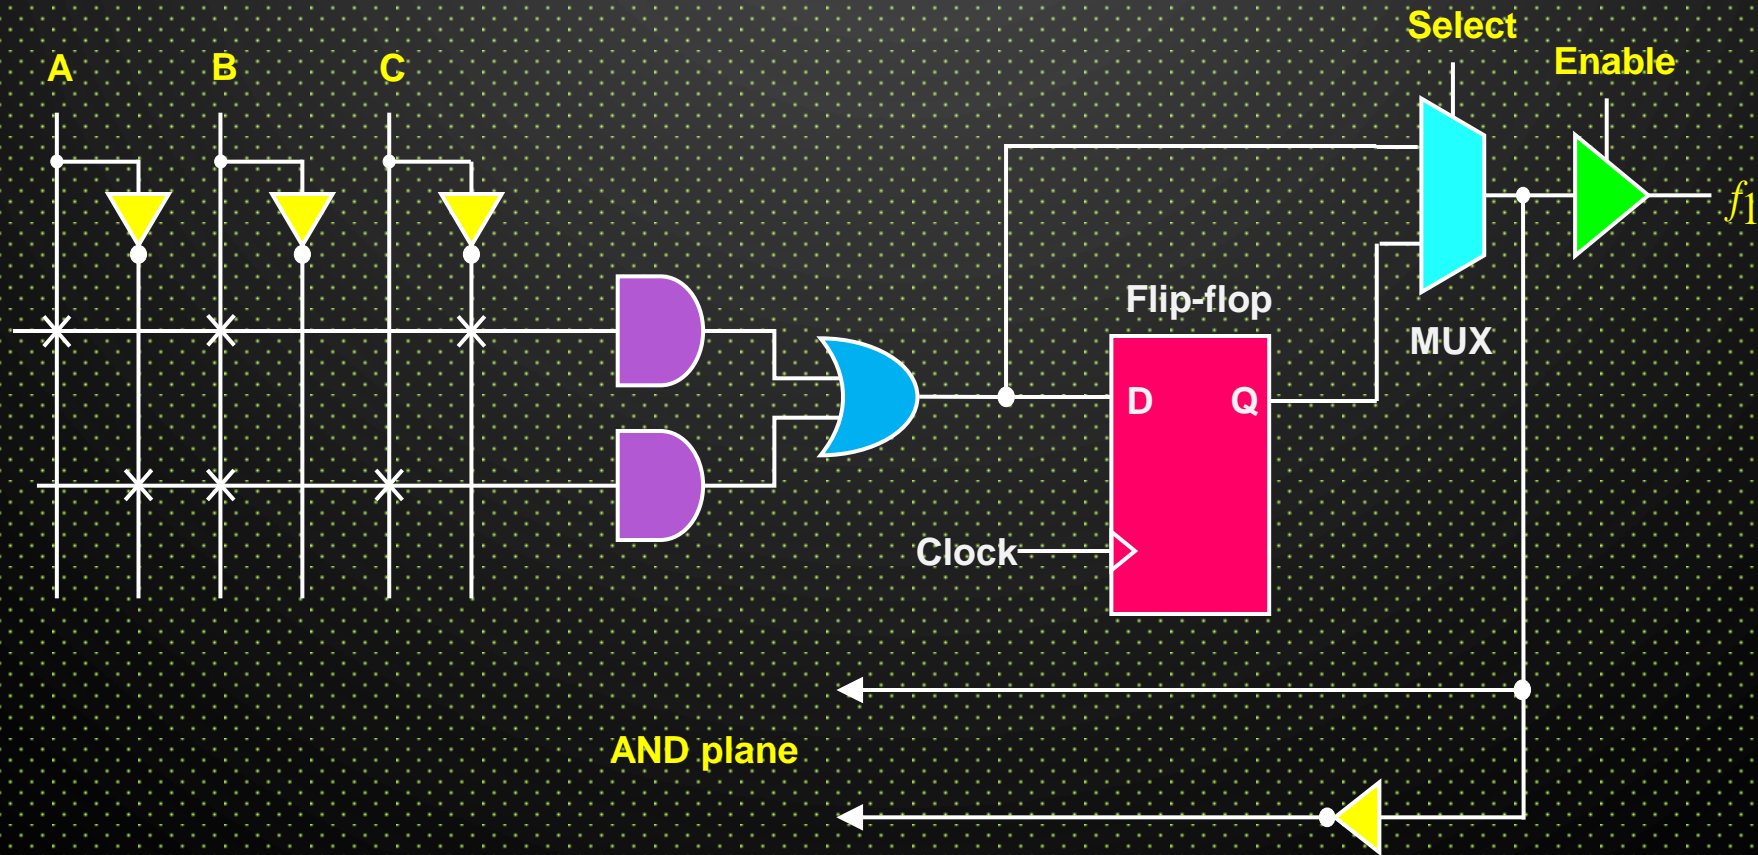 Select
Enable
A
B
C
f1
Flip-flop
MUX
D
Q
Clock
AND plane